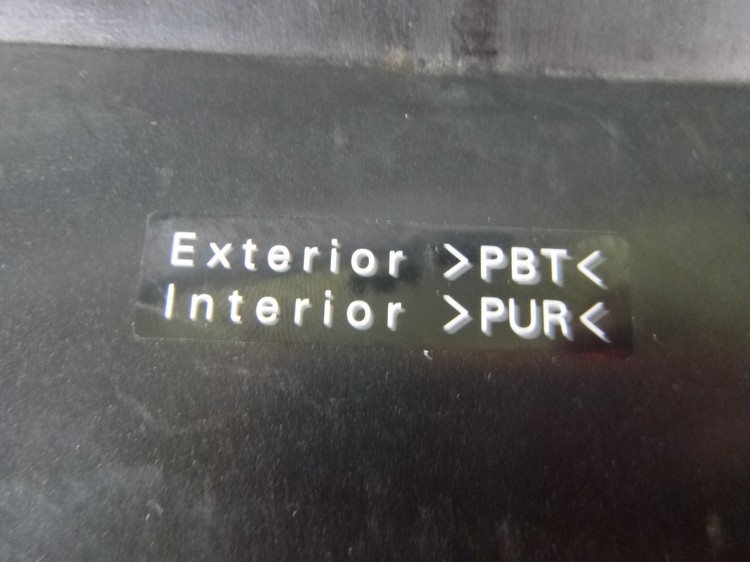 Exterior >PBT<
Interior >PUR<